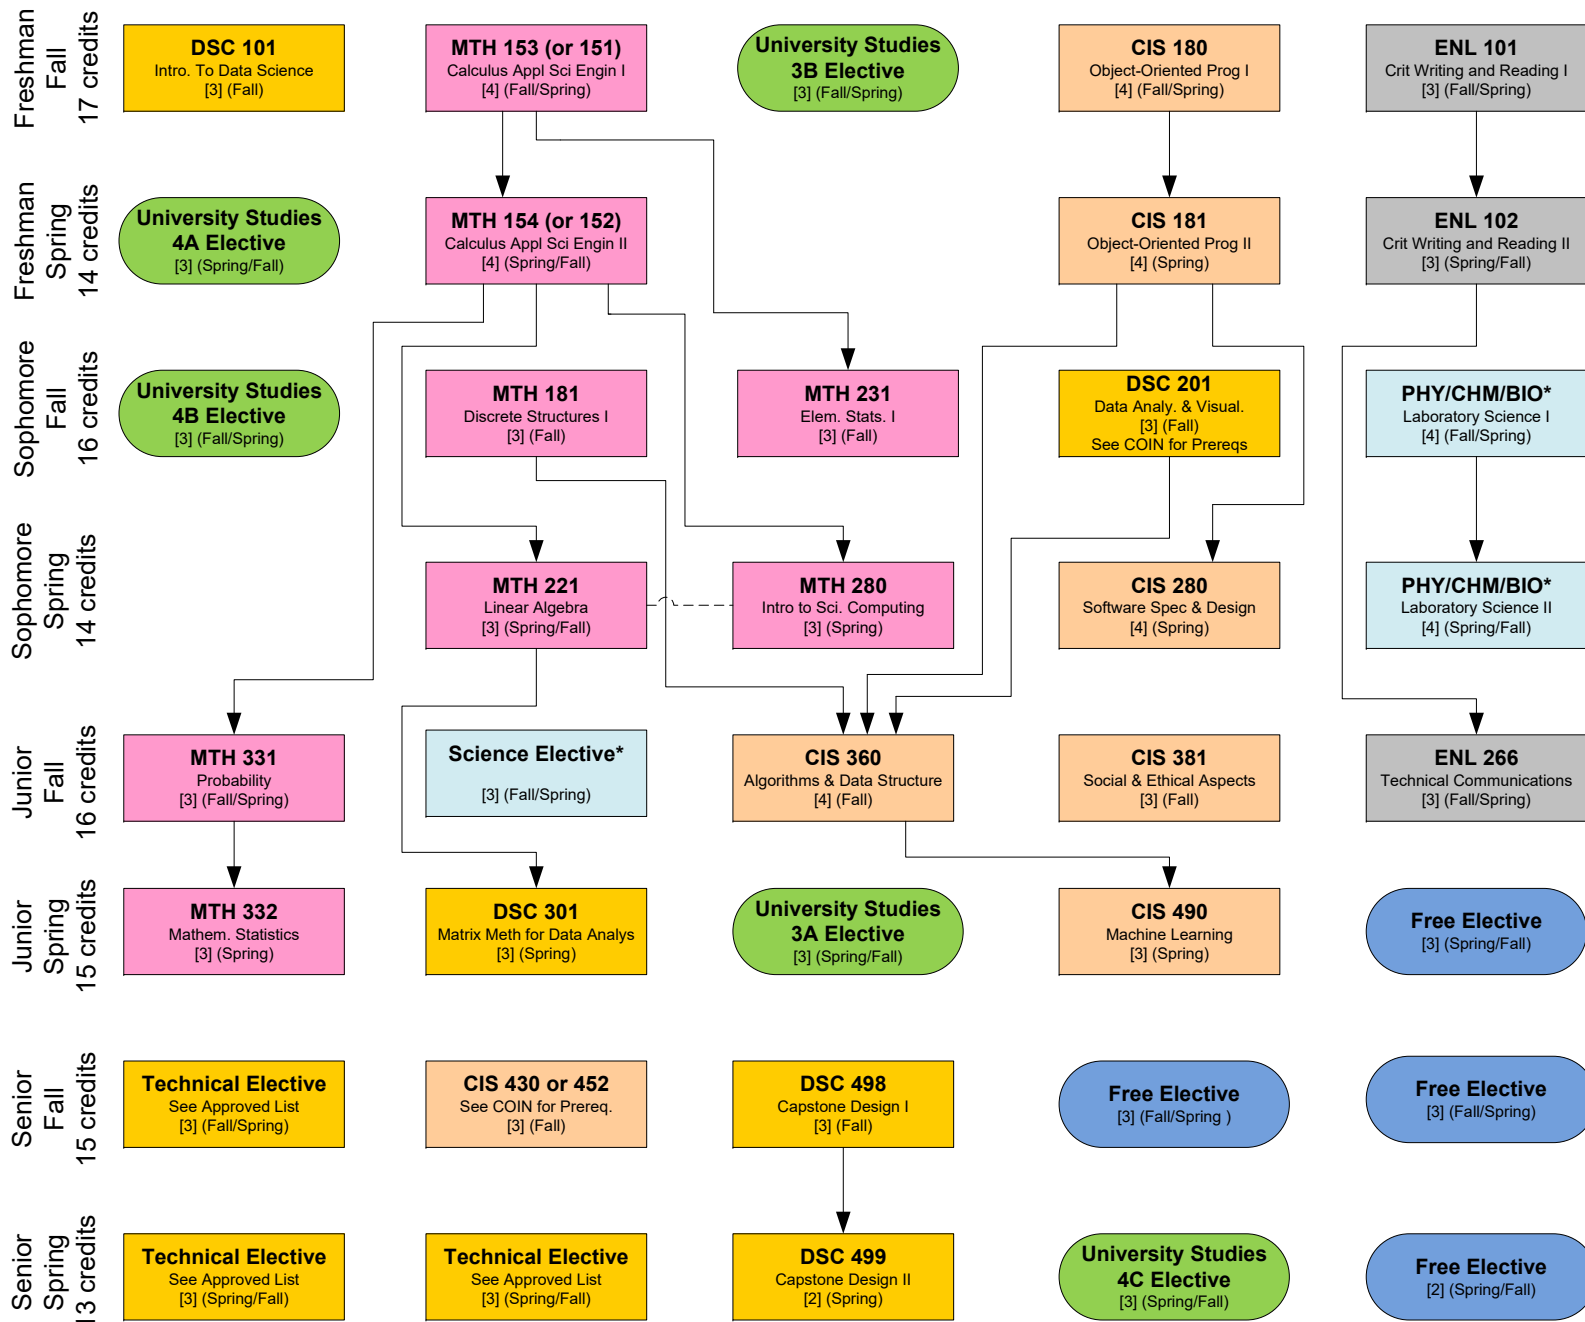 Freshman
Fall
17 credits
DSC 101
Intro. To Data Science
[3] (Fall)
MTH 153 (or 151)
Calculus Appl Sci Engin I
[4] (Fall/Spring)
University Studies
3B Elective
[3] (Fall/Spring)
CIS 180
Object-Oriented Prog I
[4] (Fall/Spring)
ENL 101
Crit Writing and Reading I
[3] (Fall/Spring)
Freshman
Spring
14 credits
University Studies
4A Elective
[3] (Spring/Fall)
MTH 154 (or 152)
Calculus Appl Sci Engin II
[4] (Spring/Fall)
CIS 181
Object-Oriented Prog II
[4] (Spring)
ENL 102
Crit Writing and Reading II
[3] (Spring/Fall)
Sophomore
Fall
16 credits
University Studies
4B Elective
[3] (Fall/Spring)
MTH 181
Discrete Structures I
[3] (Fall)
MTH 231
Elem. Stats. I
[3] (Fall)
DSC 201
Data Analy. & Visual.
[3] (Fall)
See COIN for Prereqs
PHY/CHM/BIO*
Laboratory Science I
[4] (Fall/Spring)
Sophomore
Spring
14 credits
MTH 221
Linear Algebra
[3] (Spring/Fall)
MTH 280
Intro to Sci. Computing
[3] (Spring)
CIS 280
Software Spec & Design
[4] (Spring)
PHY/CHM/BIO*
Laboratory Science II
[4] (Spring/Fall)
Junior
Fall
16 credits
MTH 331
Probability
[3] (Fall/Spring)
Science Elective*
[3] (Fall/Spring)
CIS 360
Algorithms & Data Structure
[4] (Fall)
CIS 381
Social & Ethical Aspects
[3] (Fall)
ENL 266
Technical Communications
[3] (Fall/Spring)
Junior
Spring
15 credits
MTH 332
Mathem. Statistics
[3] (Spring)
DSC 301
Matrix Meth for Data Analys
[3] (Spring)
University Studies
3A Elective
[3] (Spring/Fall)
CIS 490
Machine Learning
[3] (Spring)
Free Elective
[3] (Spring/Fall)
Senior
Fall
15 credits
Technical Elective
See Approved List
[3] (Fall/Spring)
CIS 430 or 452
See COIN for Prereq.
[3] (Fall)
DSC 498
Capstone Design I
[3] (Fall)
Free Elective
[3] (Fall/Spring )
Free Elective
[3] (Fall/Spring)
Senior
Spring
13 credits
Technical Elective
See Approved List
[3] (Spring/Fall)
Technical Elective
See Approved List
[3] (Spring/Fall)
DSC 499
Capstone Design II
[2] (Spring)
University Studies
4C Elective
[3] (Spring/Fall)
Free Elective
[2] (Spring/Fall)